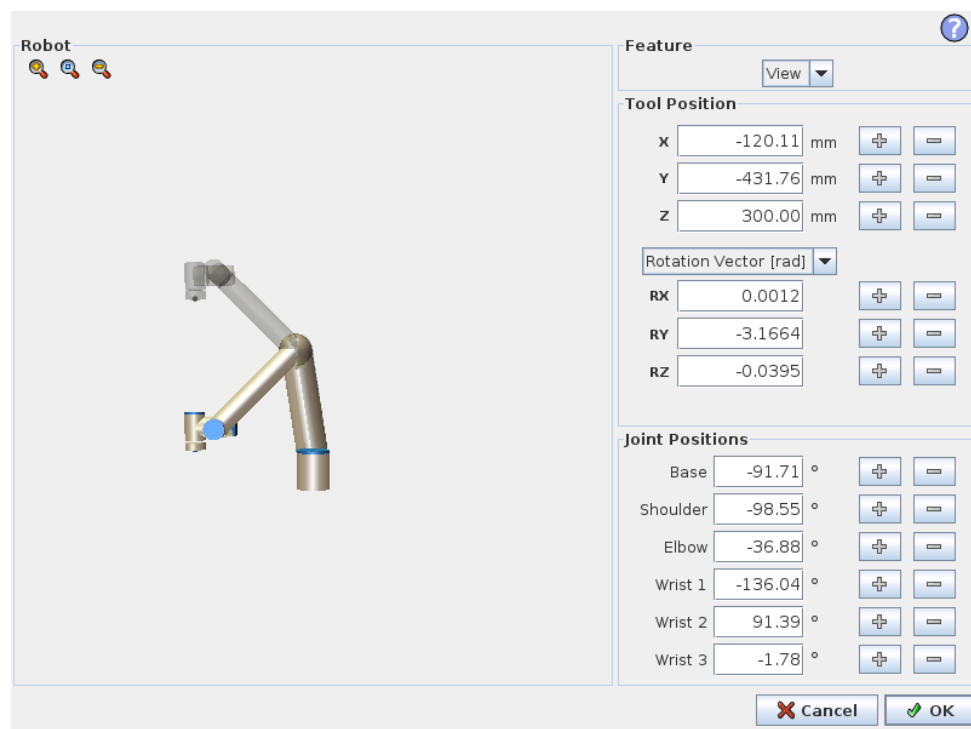 ?
Robot
Feature
View
Tool Position
X -120.11 mm
Y -431.76 mm
Z 300.00 mm
Rotation Vector [rad]
RX 0.0012
RY -3.1664
RZ -0.0395
Joint Positions
Base -91.71 °
Shoulder -98.55 °
Elbow -36.88 °
Wrist 1 -136.04 °
Wrist 2 91.39 °
Wrist 3 -1.78 °
Cancel OK